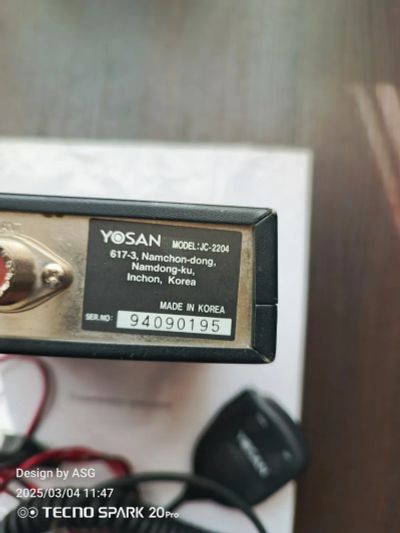 YOSAN MODEL:JC-2204
617-3, Namchon-dong,
Namdong-ku,
Inchon, Korea
MADE IN KOREA
SER.NO: 94090195
YOSAN
Design by ASG
2025/03/04 11:47
TECNO SPARK 20Pro